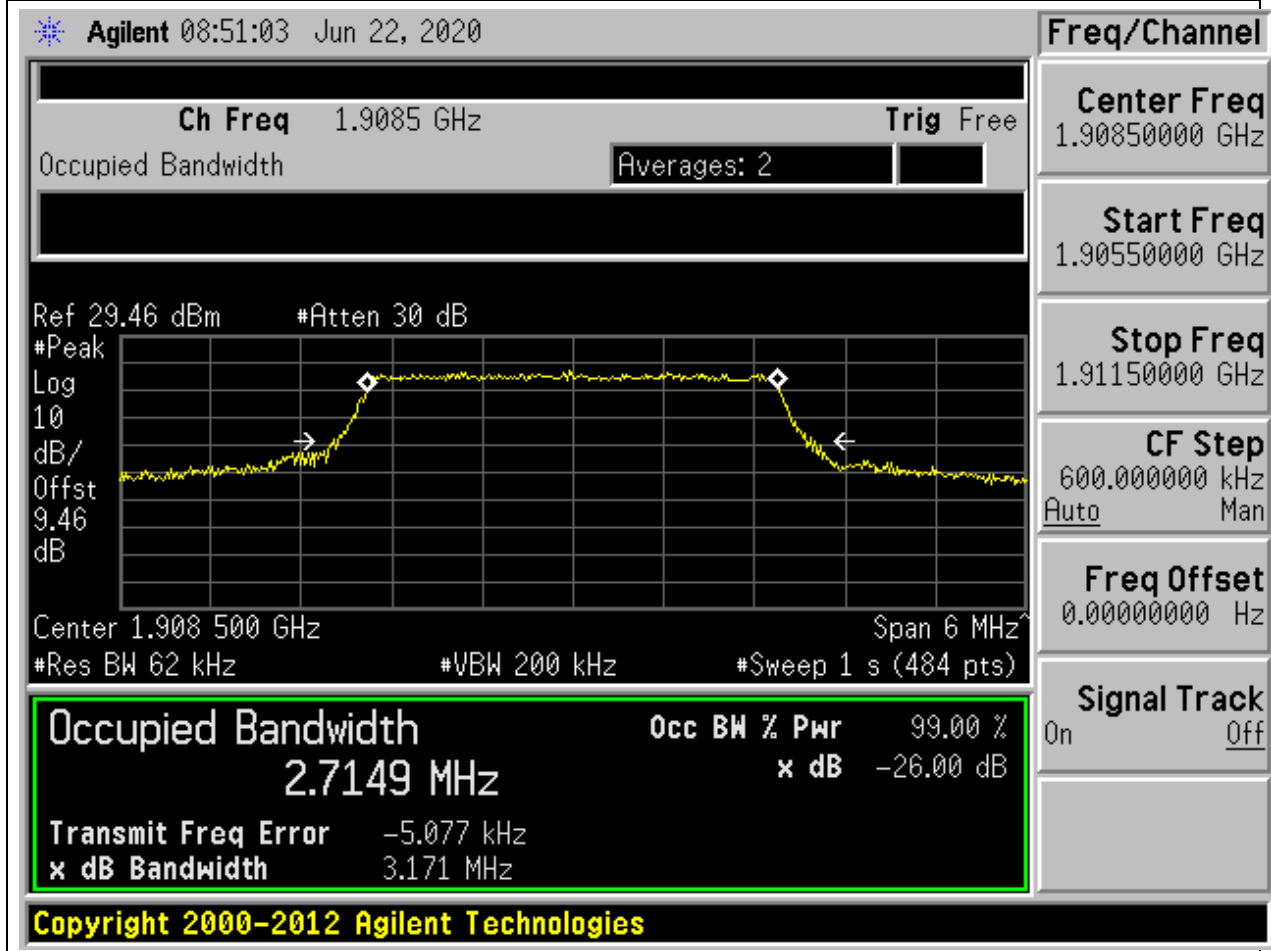 Agilent 08:51:03 Jun 22, 2020
Freq/Channel
Ch Freq 1.9085 GHz Trig Free
Occupied Bandwidth Averages: 2
Ref 29.46 dBm #Atten 30 dB
#Peak
Log
10
dB/
Offst
9.46
dB
Center 1.908 500 GHz Span 6 MHz^
#Res BW 62 kHz #VBW 200 kHz #Sweep 1 s (484 pts)
Occupied Bandwidth
2.7149 MHz
Occ BW % Pwr 99.00 %
x dB -26.00 dB
Transmit Freq Error -5.077 kHz
x dB Bandwidth 3.171 MHz
Center Freq
1.90850000 GHz
Start Freq
1.90550000 GHz
Stop Freq
1.91150000 GHz
CF Step
600.000000 kHz
Auto Man
Freq Offset
0.00000000 Hz
Signal Track
On Off
Copyright 2000-2012 Agilent Technologies